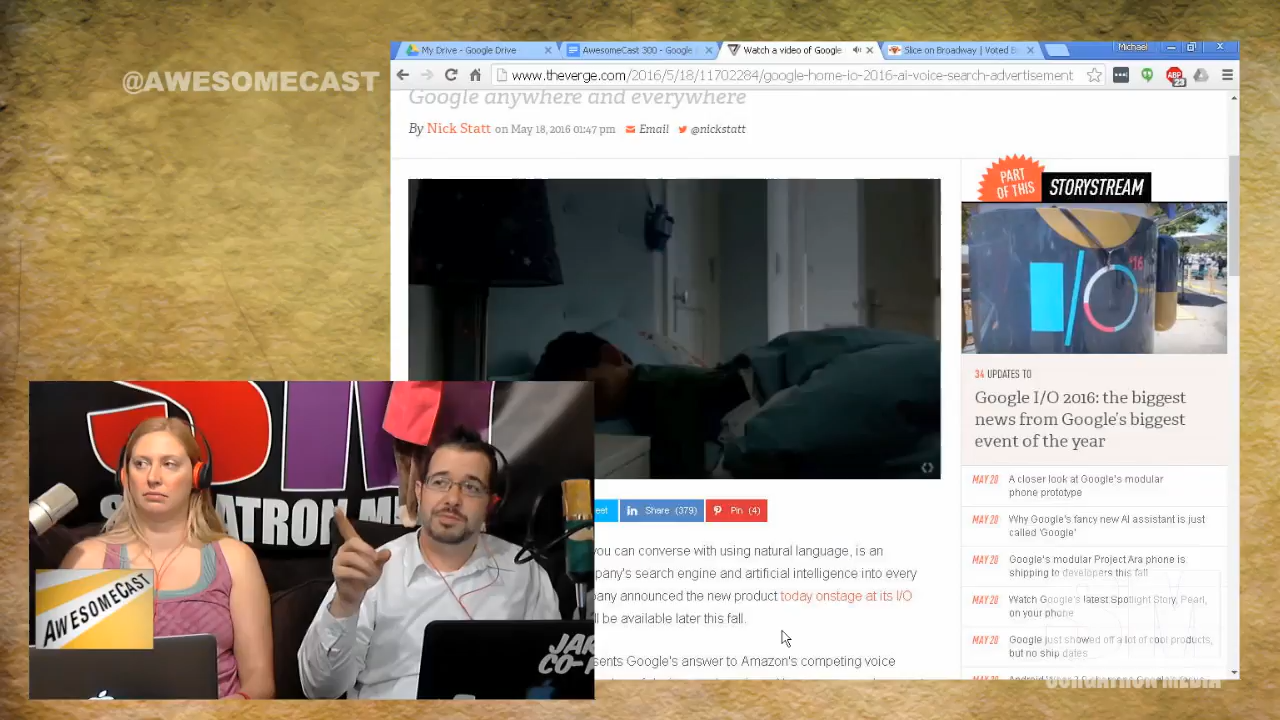 @AWESOMECAST
My Drive - Google Drive
AwesomeCast 300 - Google
Watch a video of Google
Slice on Broadway | Voted B
Michael
www.theverge.com/2016/5/18/11702284/google-home-io-2016-ai-voice-search-advertisement
ABP
23
Google anywhere and everywhere
By Nick Statt on May 18, 2016 01:47 pm Email @nickstatt
PART OF THIS
STORYSTREAM
I/O '16
34 UPDATES TO
Google I/O 2016: the biggest
news from Google's biggest
event of the year
MAY 20 A closer look at Google's modular
phone prototype
MAY 20 Why Google's fancy new AI assistant is just
called 'Google'
MAY 20 Google's modular Project Ara phone is
shipping to developers this fall
MAY 20 Watch Google's latest Spotlight Story, Pearl,
on your phone
MAY 20 Google just showed off a lot of cool products,
but no ship dates
eet
in Share (379)
Pin (4)
you can converse with using natural language, is an
pany's search engine and artificial intelligence into every
pany announced the new product today onstage at its I/O
ll be available later this fall.
sents Google's answer to Amazon's competing voice
AWESOMECAST
SORGATRON MEDIA